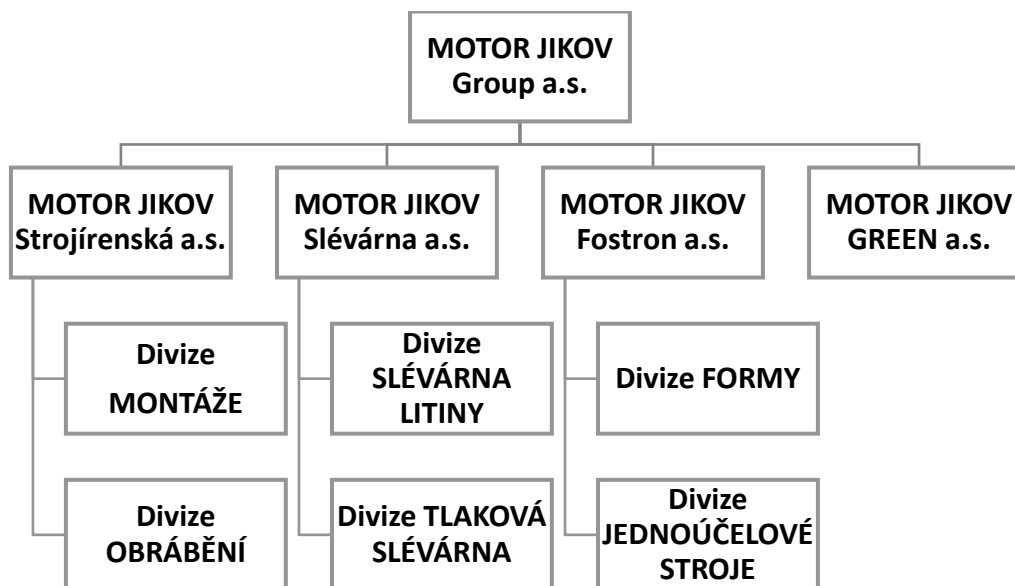 MOTOR JIKOV
Group a.s.
MOTOR JIKOV
Strojírenská a.s.
MOTOR JIKOV
Slévárna a.s.
MOTOR JIKOV
Fostron a.s.
MOTOR JIKOV
GREEN a.s.
Divize
MONTÁŽE
Divize
SLÉVÁRNA
LITINY
Divize FORMY
Divize
OBRÁBĚNÍ
Divize TLAKOVÁ
SLÉVÁRNA
Divize
JEDNOÚČELOVÉ
STROJE